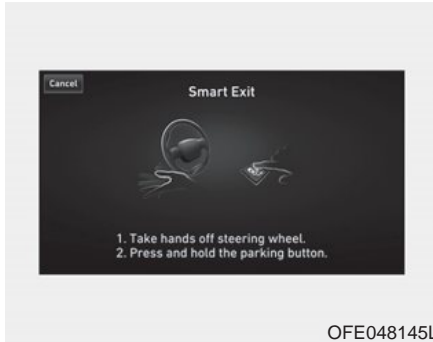 Cancel
Smart Exit
1. Take hands off steering wheel.
2. Press and hold the parking button.
OFE048145L